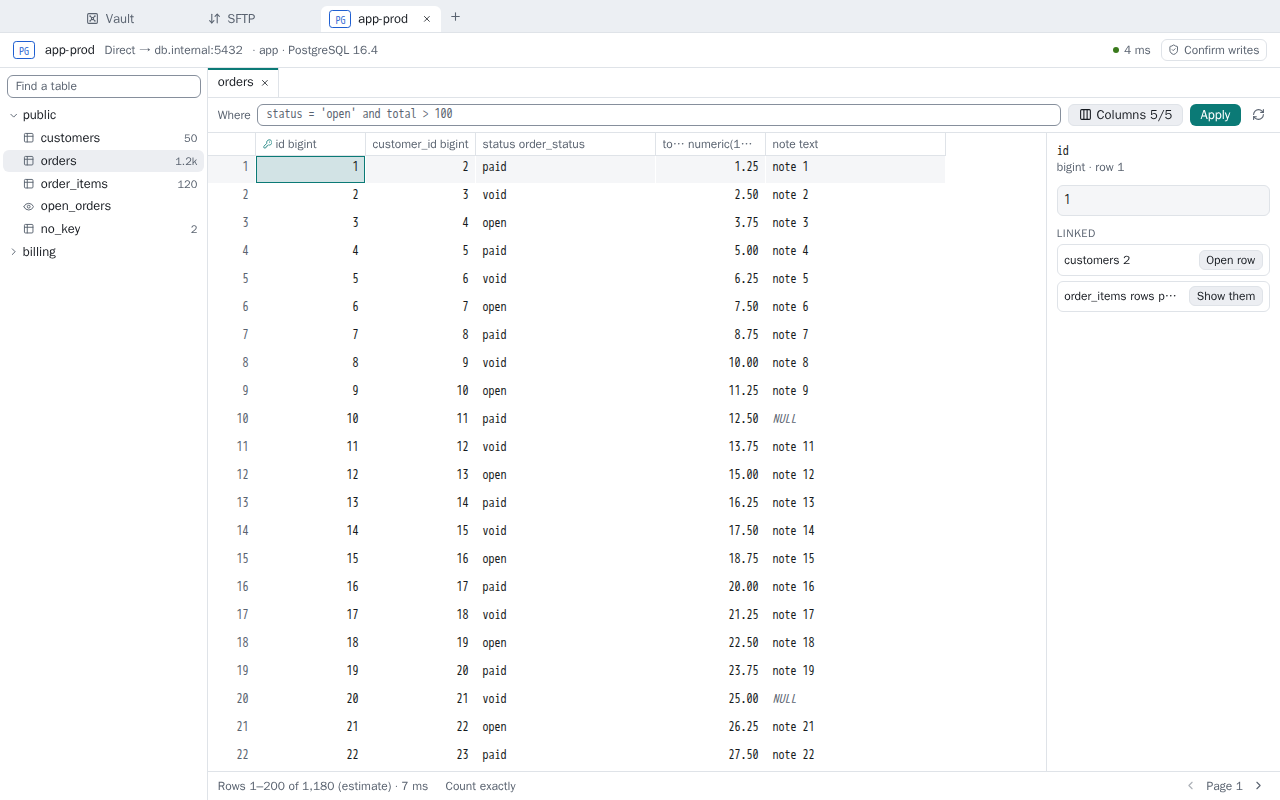 Vault
SFTP
PG app-prod
PG app-prod Direct → db.internal:5432 · app · PostgreSQL 16.4
4 ms
Confirm writes
Find a table
public
customers 50
orders 1.2k
order_items 120
open_orders
no_key 2
billing
orders
Where status = 'open' and total > 100
Columns 5/5
Apply
id bigint customer_id bigint status order_status to··· numeric(1··· note text
1 1 2 paid 1.25 note 1
2 2 3 void 2.50 note 2
3 3 4 open 3.75 note 3
4 4 5 paid 5.00 note 4
5 5 6 void 6.25 note 5
6 6 7 open 7.50 note 6
7 7 8 paid 8.75 note 7
8 8 9 void 10.00 note 8
9 9 10 open 11.25 note 9
10 10 11 paid 12.50 NULL
11 11 12 void 13.75 note 11
12 12 13 open 15.00 note 12
13 13 14 paid 16.25 note 13
14 14 15 void 17.50 note 14
15 15 16 open 18.75 note 15
16 16 17 paid 20.00 note 16
17 17 18 void 21.25 note 17
18 18 19 open 22.50 note 18
19 19 20 paid 23.75 note 19
20 20 21 void 25.00 NULL
21 21 22 open 26.25 note 21
22 22 23 paid 27.50 note 22
id
bigint · row 1
1
LINKED
customers 2 Open row
order_items rows p··· Show them
Rows 1–200 of 1,180 (estimate) · 7 ms Count exactly
Page 1